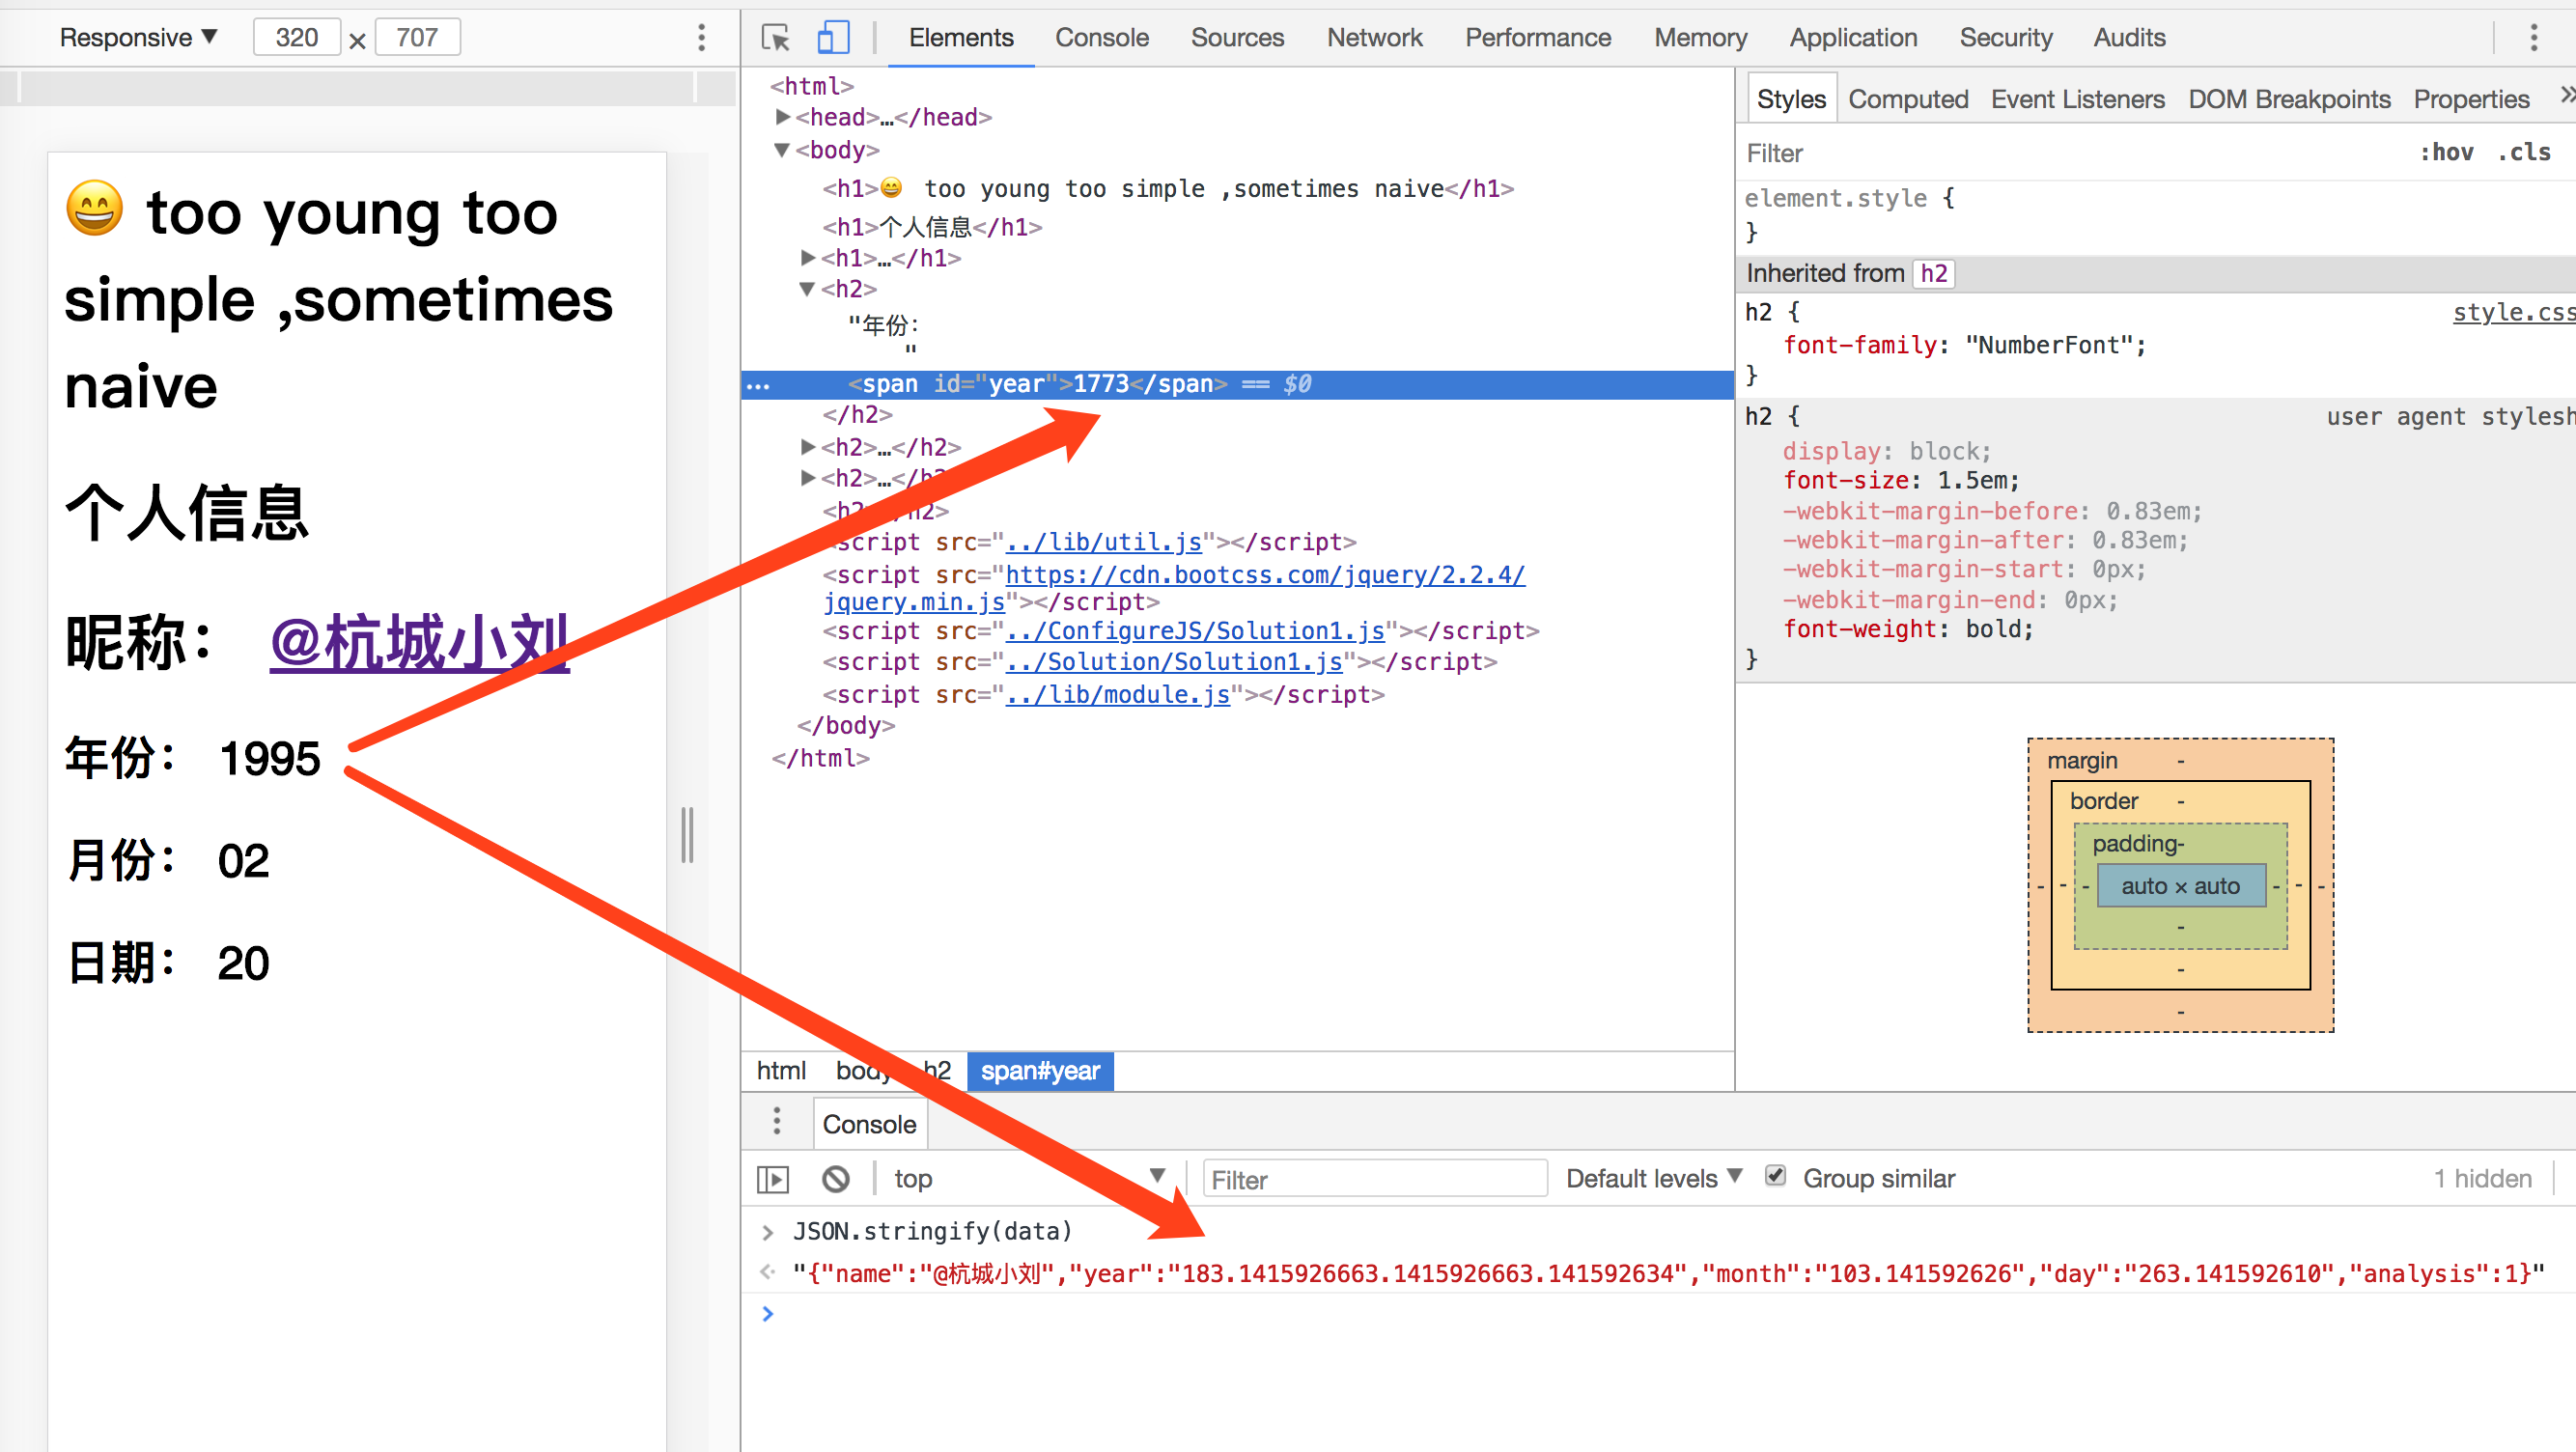 Responsive ▼ 320 × 707
😄 too young too
simple ,sometimes
naive
个人信息
昵称： @杭城小刘
年份： 1995
月份： 02
日期： 20
Elements Console Sources Network Performance Memory Application Security Audits
<html>
▶<head>…</head>
▼<body>
<h1>😄 too young too simple ,sometimes naive</h1>
<h1>个人信息</h1>
▶<h1>…</h1>
▼<h2>
"年份：
"
… <span id="year">1773</span> == $0
</h2>
▶<h2>…</h2>
▶<h2>…</h2>
<h2></h2>
<script src="../lib/util.js"></script>
<script src="https://cdn.bootcss.com/jquery/2.2.4/
jquery.min.js"></script>
<script src="../ConfigureJS/Solution1.js"></script>
<script src="../Solution/Solution1.js"></script>
<script src="../lib/module.js"></script>
</body>
</html>
html body h2 span#year
Styles Computed Event Listeners DOM Breakpoints Properties »
Filter :hov .cls
element.style {
}
Inherited from h2
h2 { style.css
font-family: "NumberFont";
}
h2 { user agent stylesh
display: block;
font-size: 1.5em;
-webkit-margin-before: 0.83em;
-webkit-margin-after: 0.83em;
-webkit-margin-start: 0px;
-webkit-margin-end: 0px;
font-weight: bold;
}
margin -
border -
padding-
- - - auto × auto - - -
-
-
-
Console
top ▼ Filter Default levels ▼ Group similar 1 hidden
> JSON.stringify(data)
"{"name":"@杭城小刘","year":"183.1415926663.1415926663.141592634","month":"103.141592626","day":"263.141592610","analysis":1}"
>